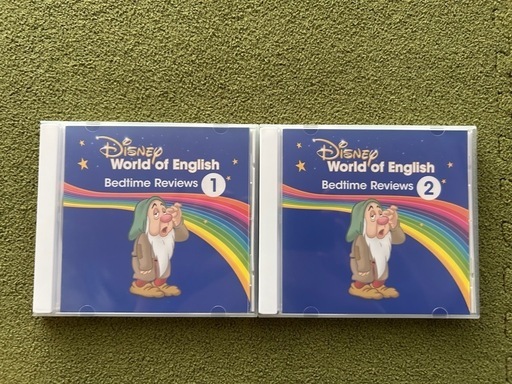 Disney
World of English
Bedtime Reviews 1
Disney
World of English
Bedtime Reviews 2